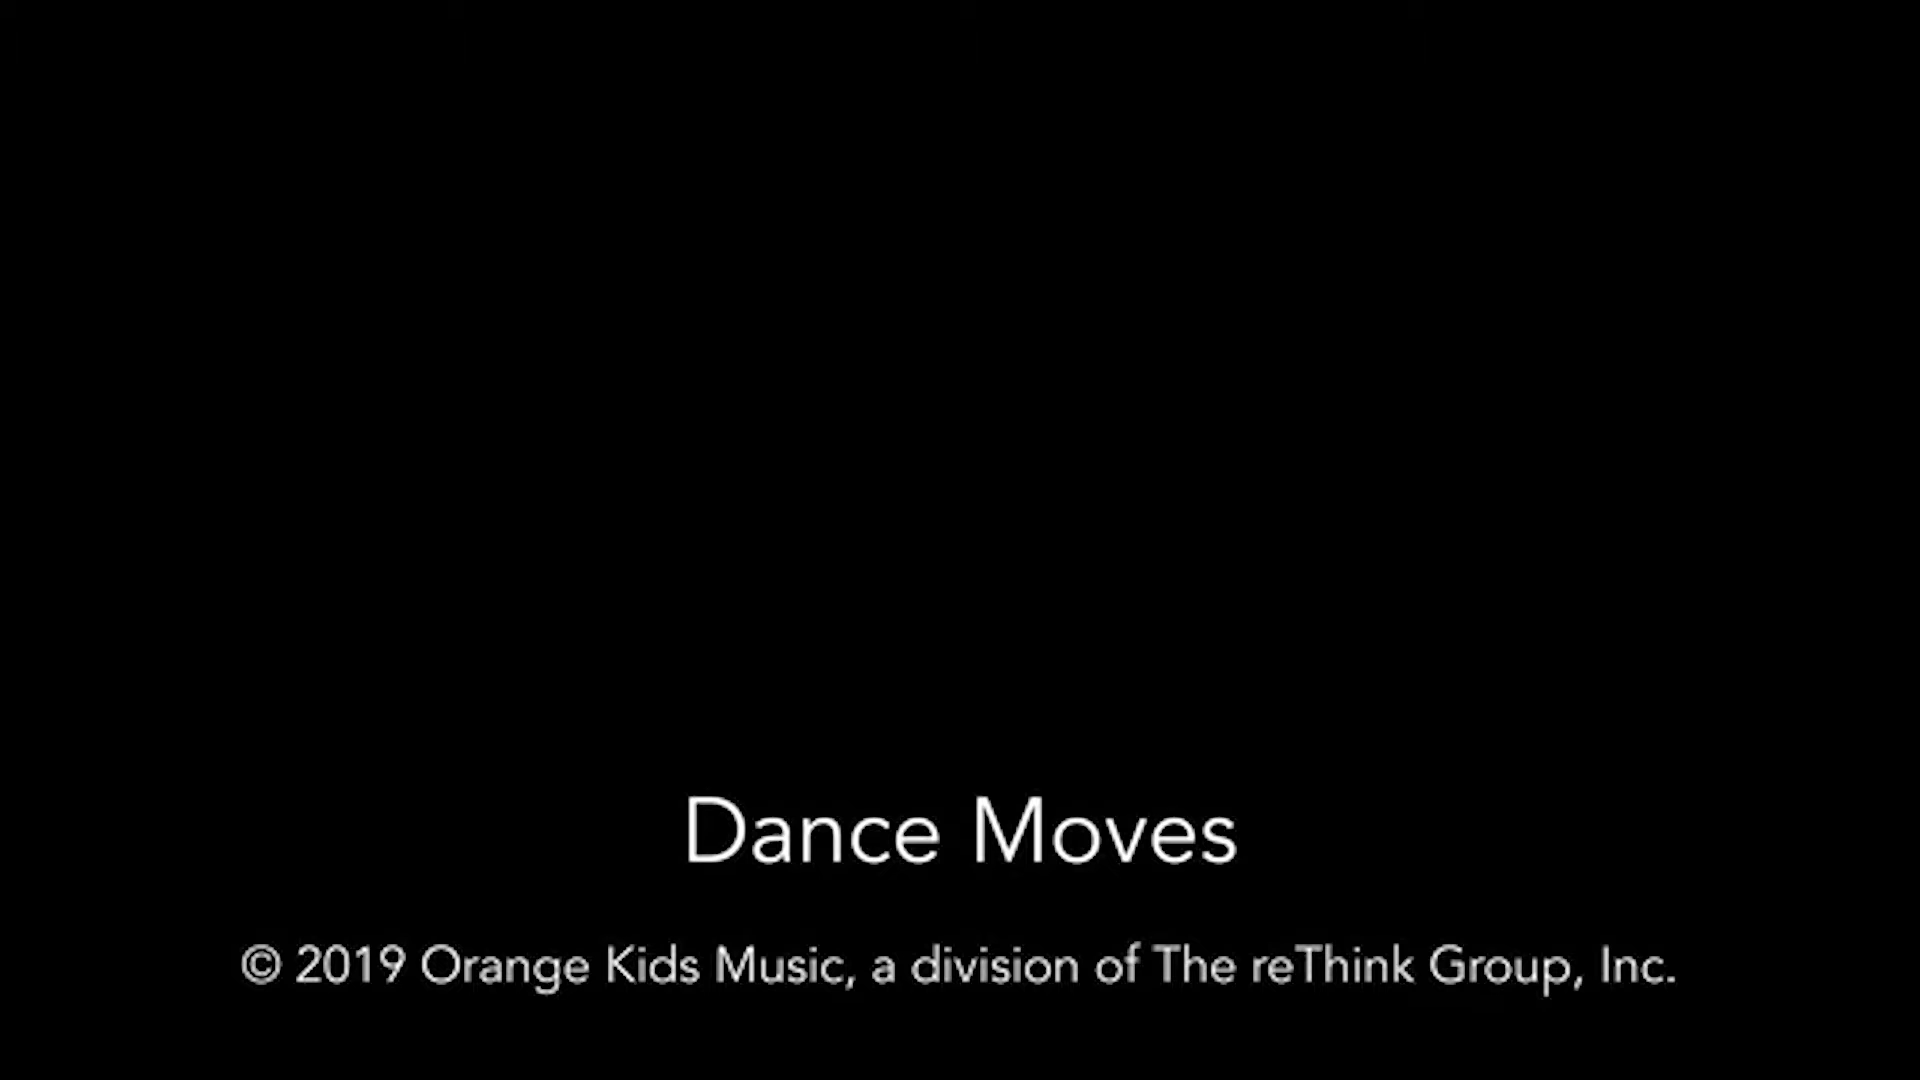 Dance Moves
© 2019 Orange Kids Music, a division of The reThink Group, Inc.